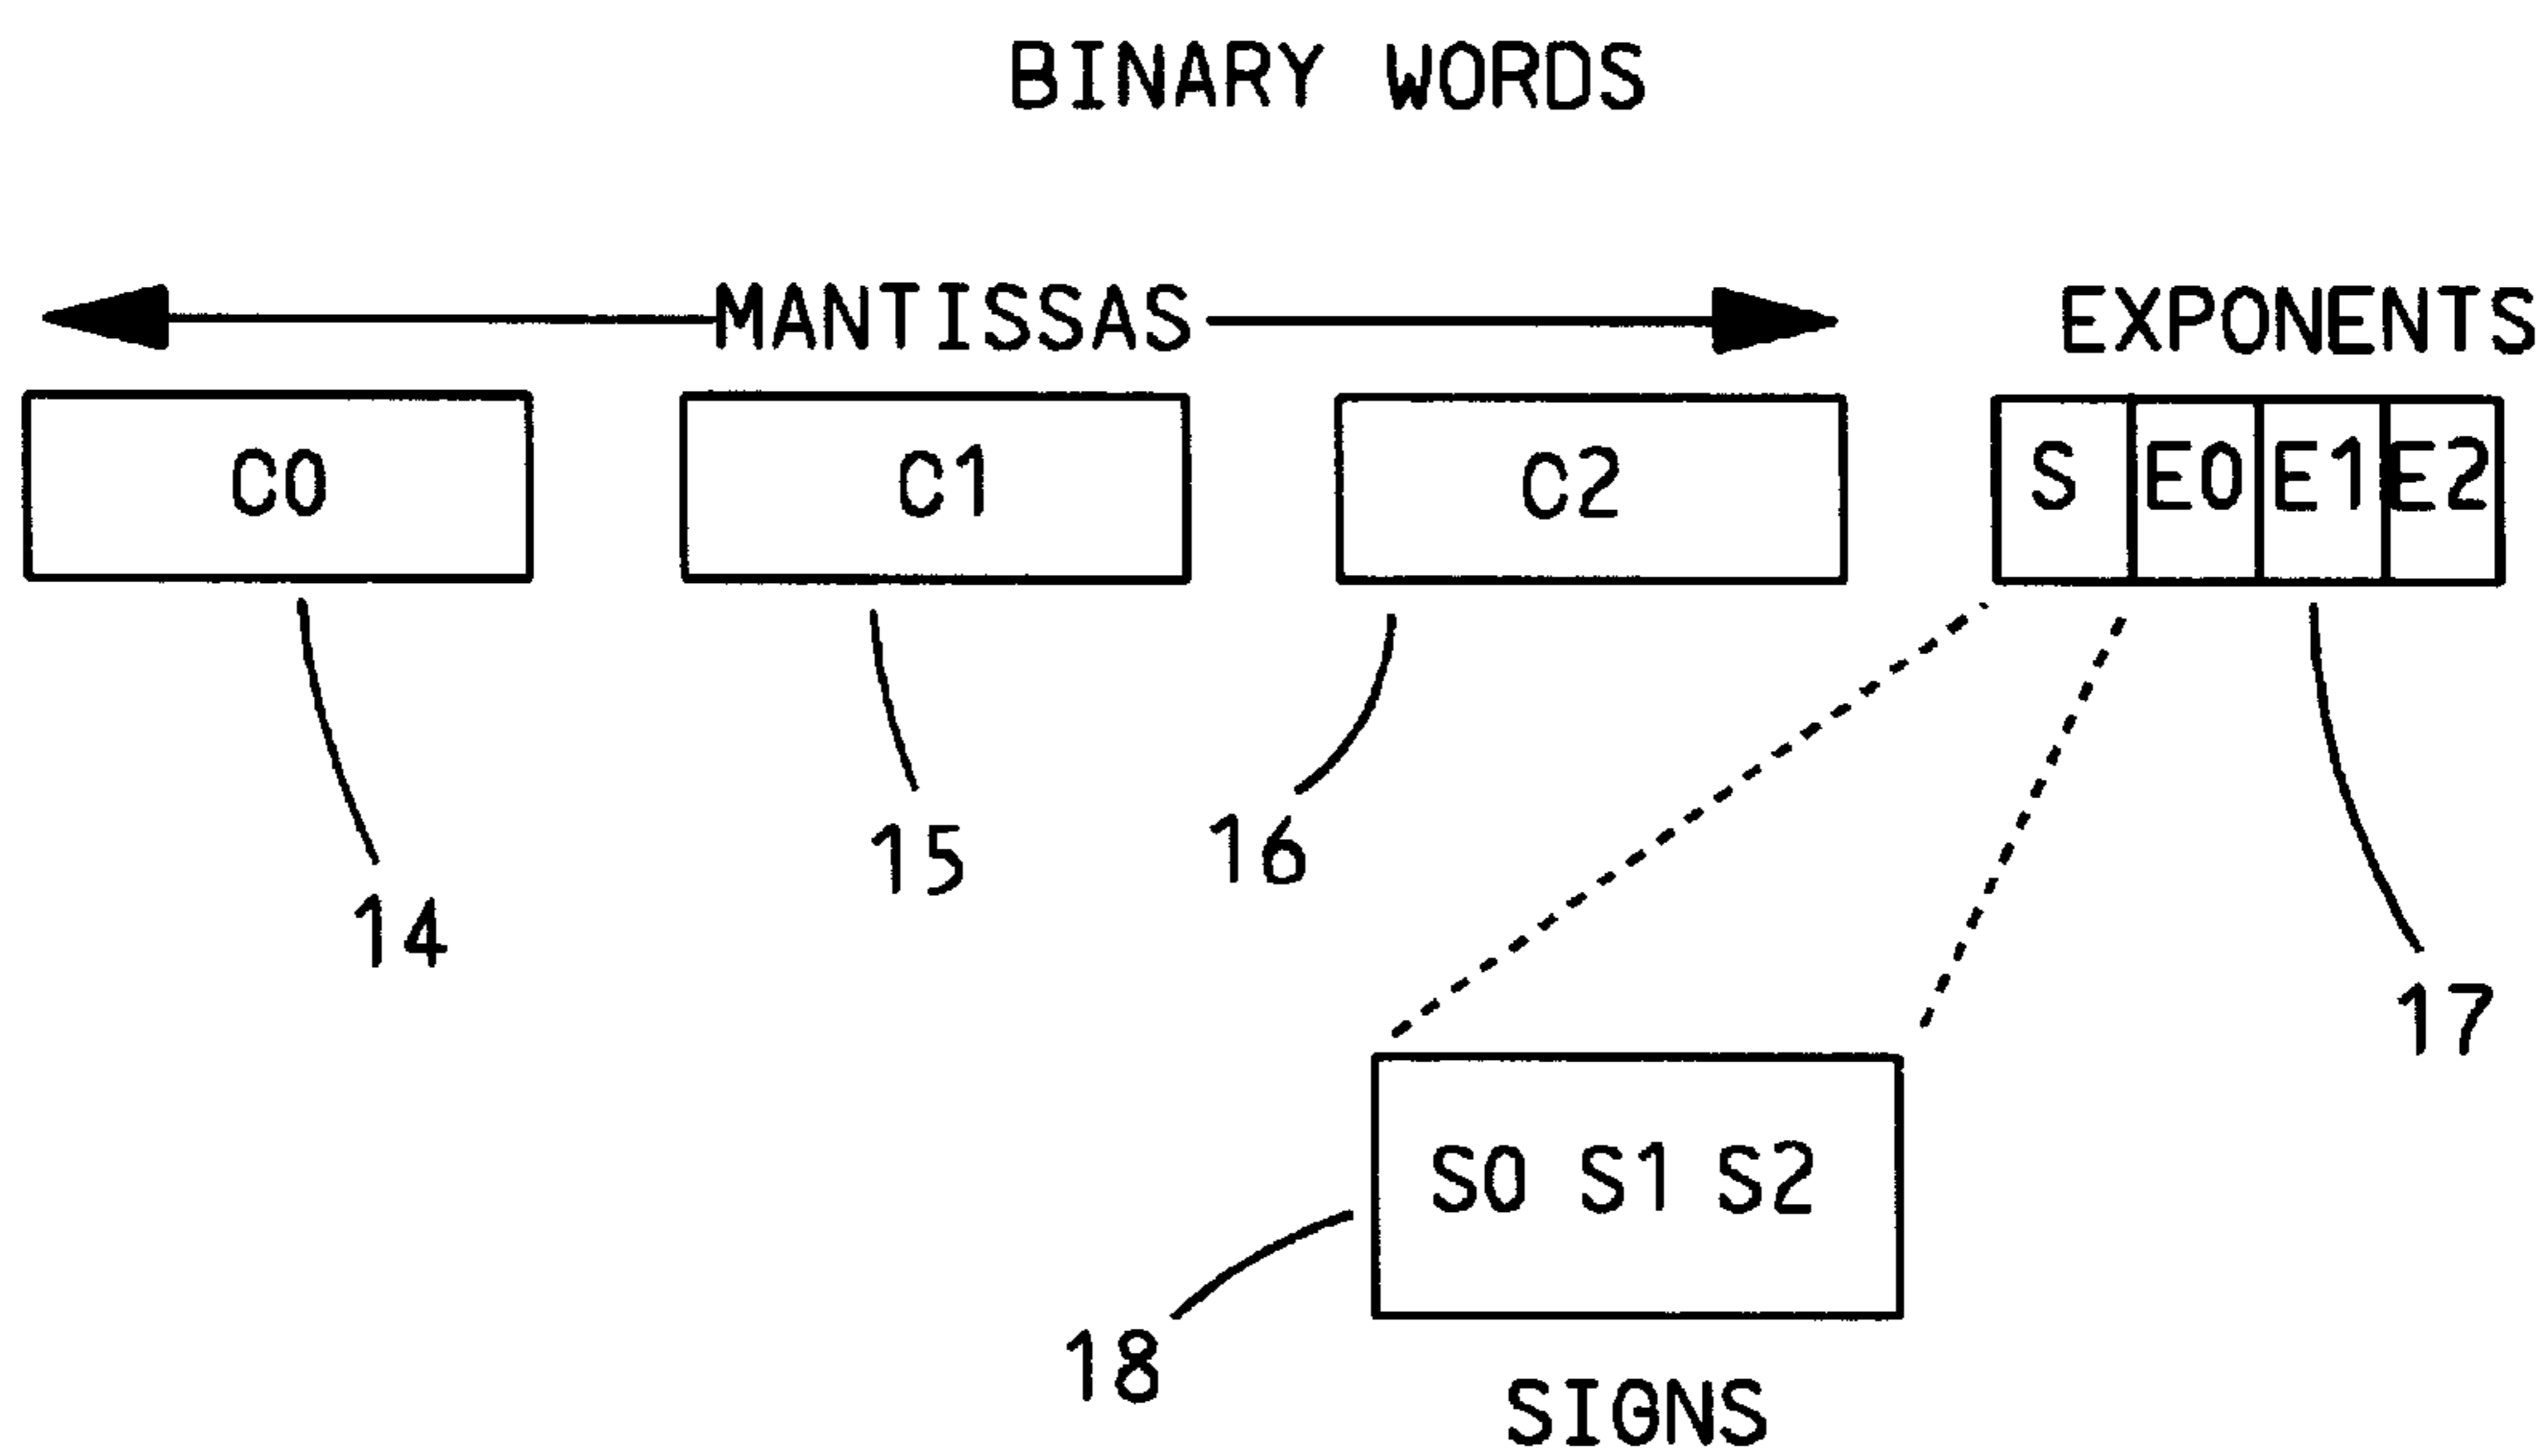 BINARY WORDS
MANTISSAS EXPONENTS
C0 C1 C2 S E0 E1 E2
15 16
14
17
S0 S1 S2
18
SIGNS